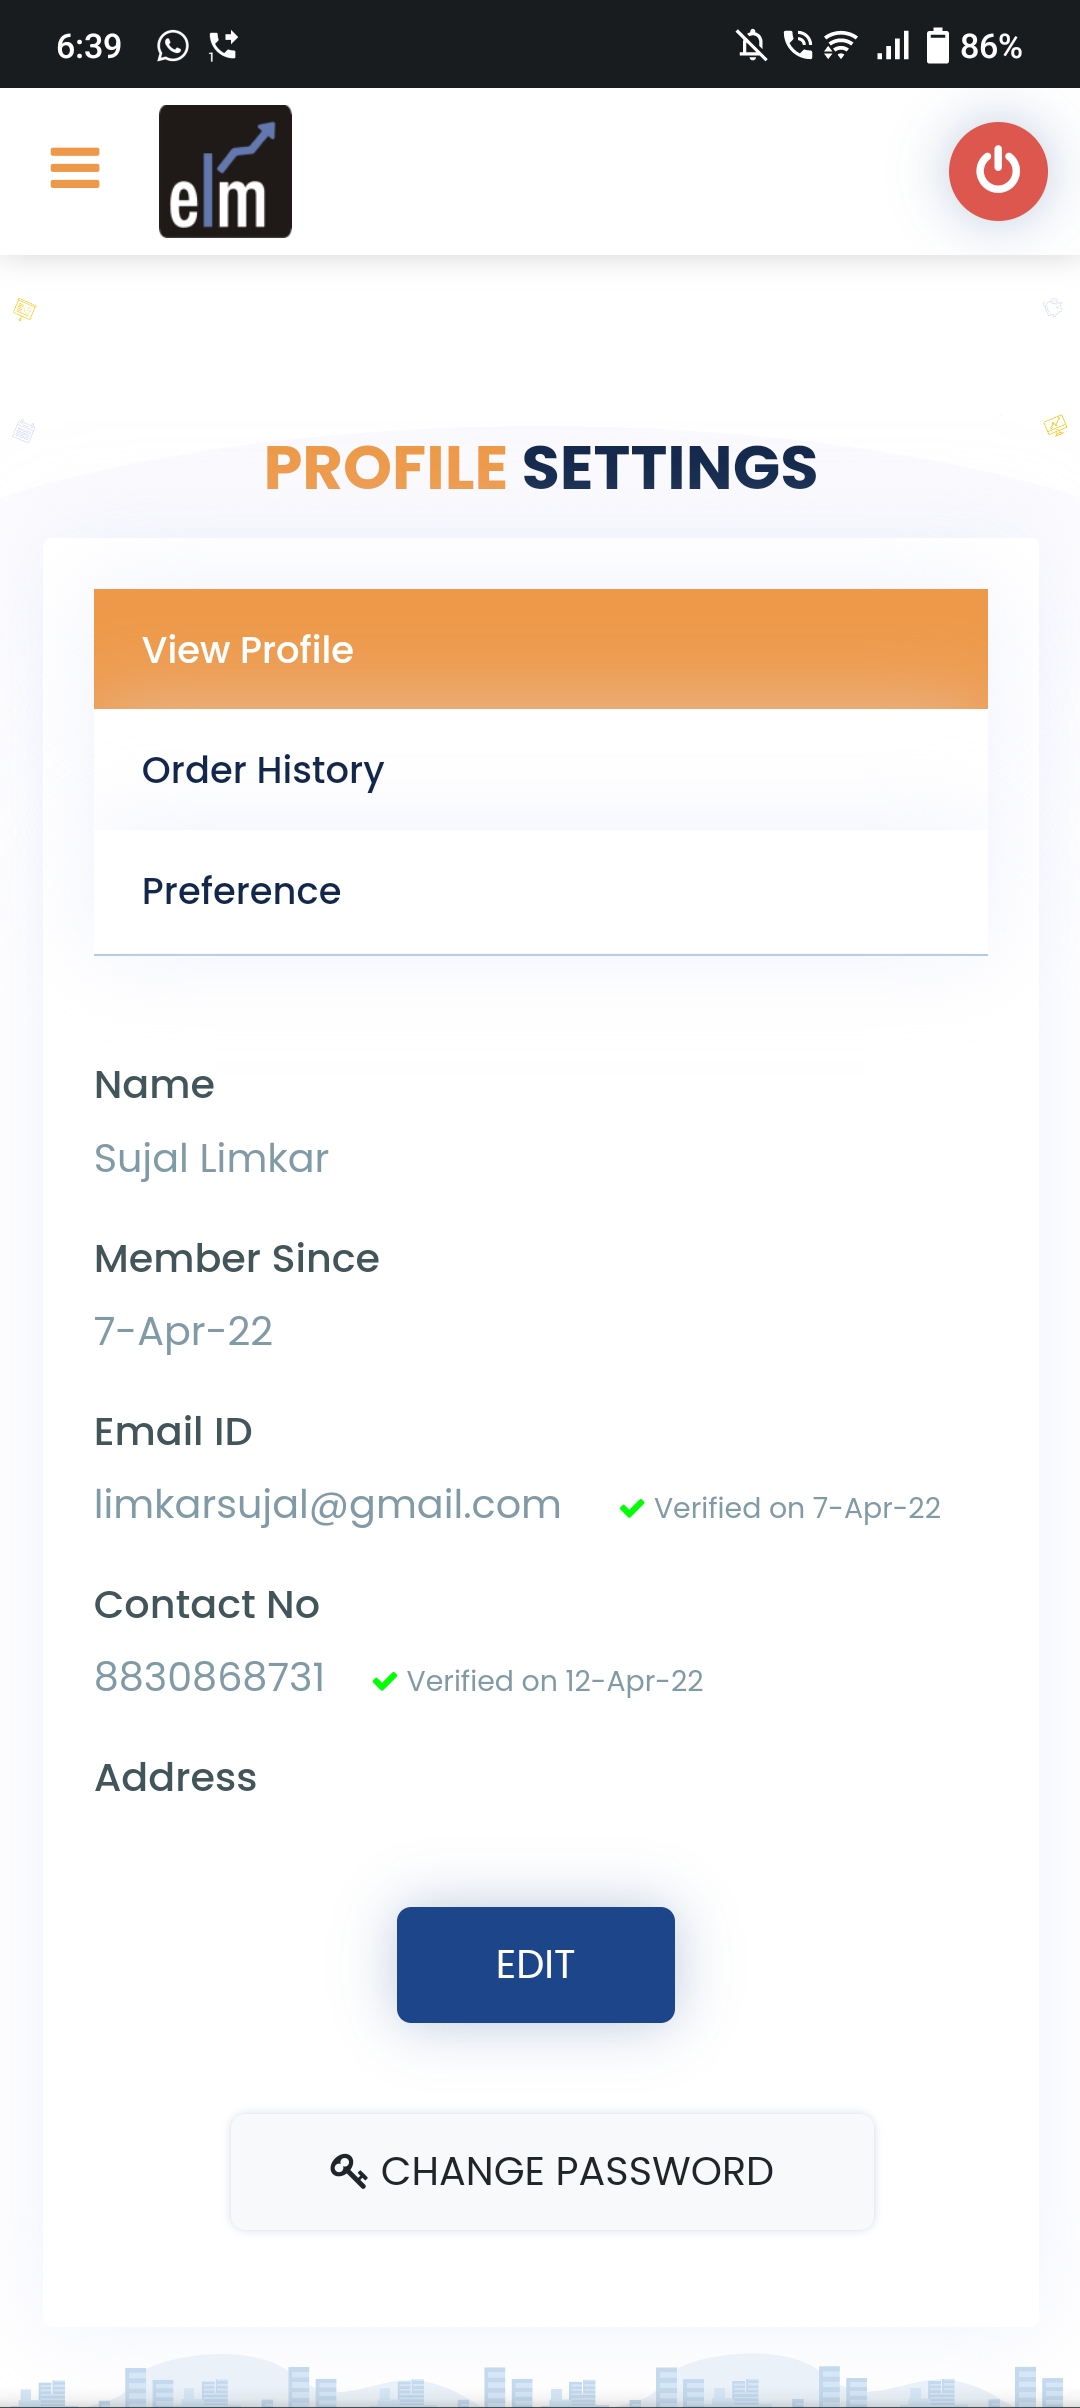 6:39 86%
elm
PROFILE SETTINGS
View Profile
Order History
Preference
Name
Sujal Limkar
Member Since
7-Apr-22
Email ID
limkarsujal@gmail.com Verified on 7-Apr-22
Contact No
8830868731 Verified on 12-Apr-22
Address
EDIT
CHANGE PASSWORD